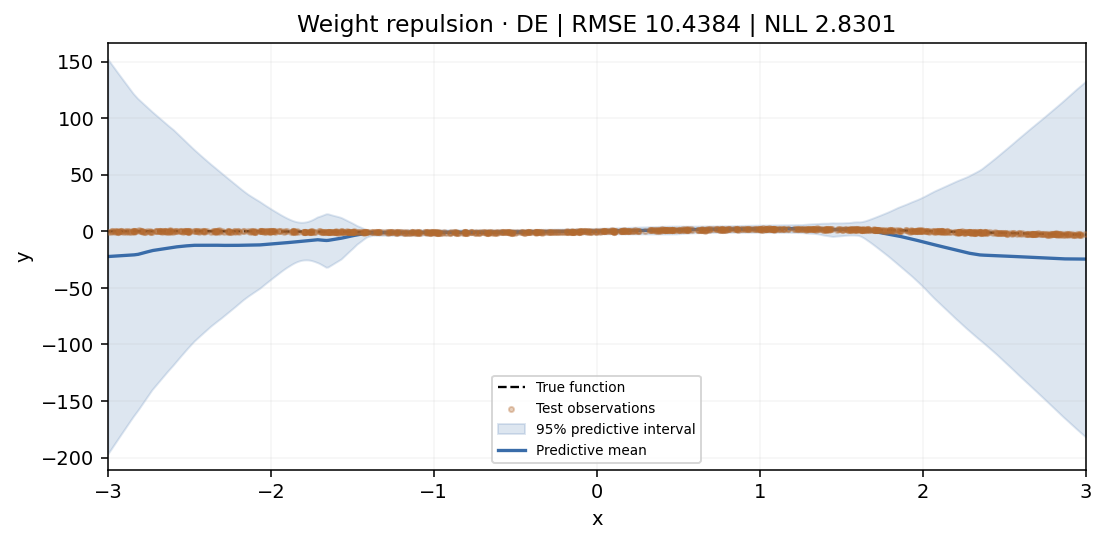 Weight repulsion · DE | RMSE 10.4384 | NLL 2.8301
y
150
100
50
0
−50
−100
−150
−200
True function
Test observations
95% predictive interval
Predictive mean
−3 −2 −1 0 1 2 3
x